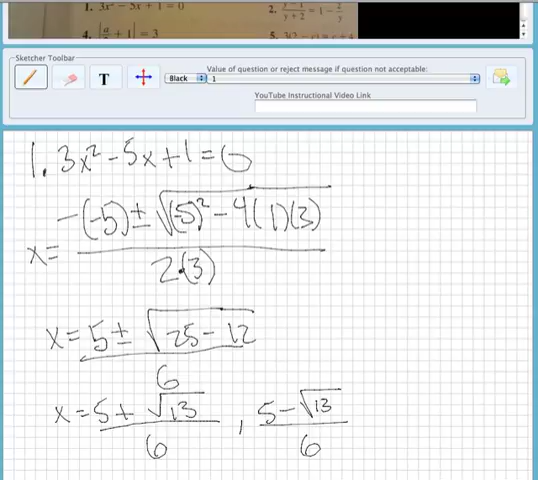 1. 3x² − 5x + 1 = 0
2. (y − 1)/(y + 2) = 1 − 2/y
4. + 1| = 3
5.
Sketcher Toolbar
Value of question or reject message if question not acceptable:
T Black 1
YouTube Instructional Video Link
1. 3x² − 5x + 1 = 0
x = (−(−5) ± √((−5)² − 4(1)(3))) / (2·(3))
x = (5 ± √(25 − 12)) / 6
x = (5 + √13) / 6 , (5 − √13) / 6